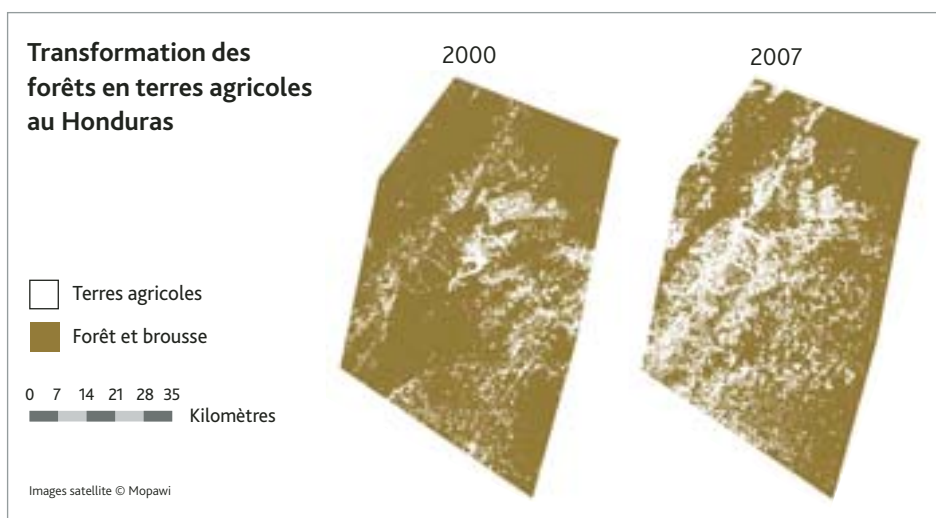 Transformation des
forêts en terres agricoles
au Honduras
2000
2007
Terres agricoles
Forêt et brousse
0 7 14 21 28 35
Kilomètres
Images satellite © Mopawi